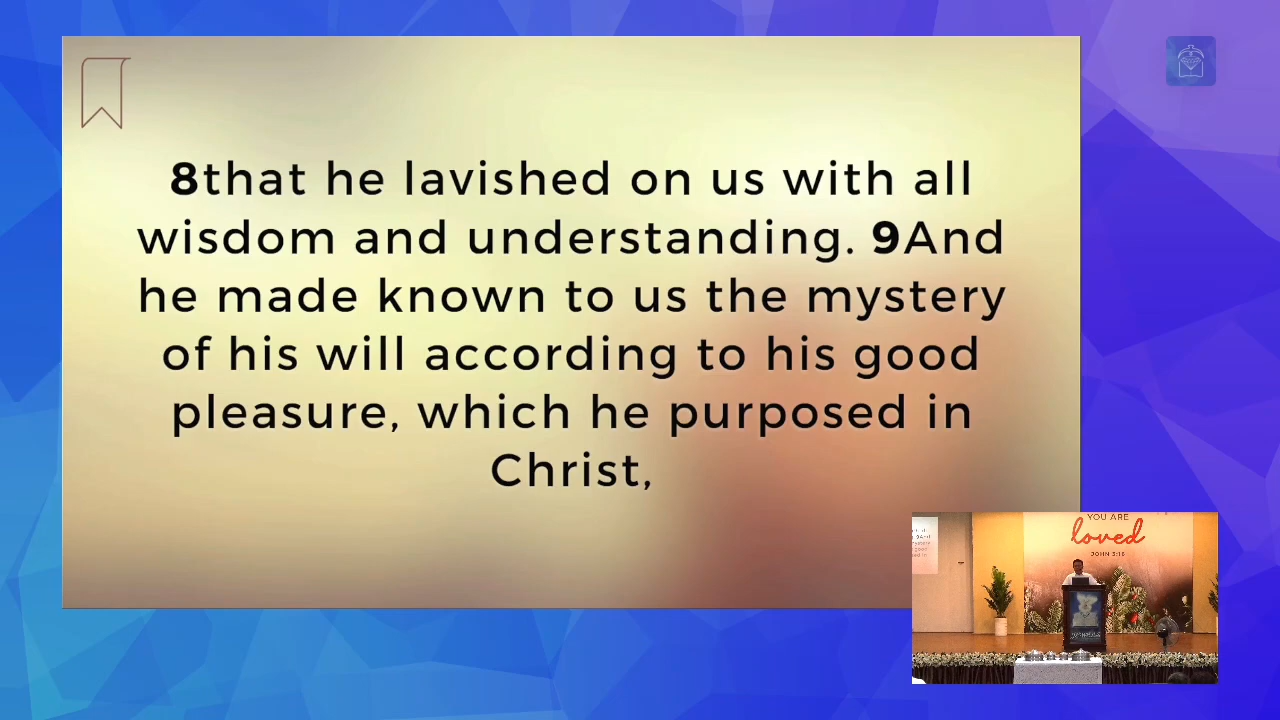 8that he lavished on us with all
wisdom and understanding. 9And
he made known to us the mystery
of his will according to his good
pleasure, which he purposed in
Christ,
YOU ARE
loved
JOHN 3:16